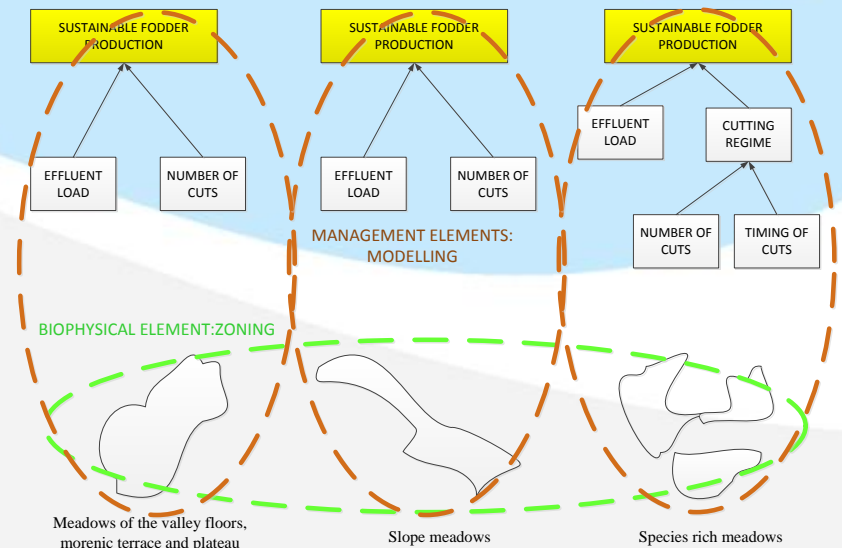 SUSTAINABLE FODDER
PRODUCTION
SUSTAINABLE FODDER
PRODUCTION
SUSTAINABLE FODDER
PRODUCTION
EFFLUENT
LOAD
NUMBER OF
CUTS
EFFLUENT
LOAD
NUMBER OF
CUTS
EFFLUENT
LOAD
CUTTING
REGIME
NUMBER OF
CUTS
TIMING OF
CUTS
MANAGEMENT ELEMENTS:
MODELLING
BIOPHYSICAL ELEMENT:ZONING
Meadows of the valley floors,
morenic terrace and plateau
Slope meadows
Species rich meadows